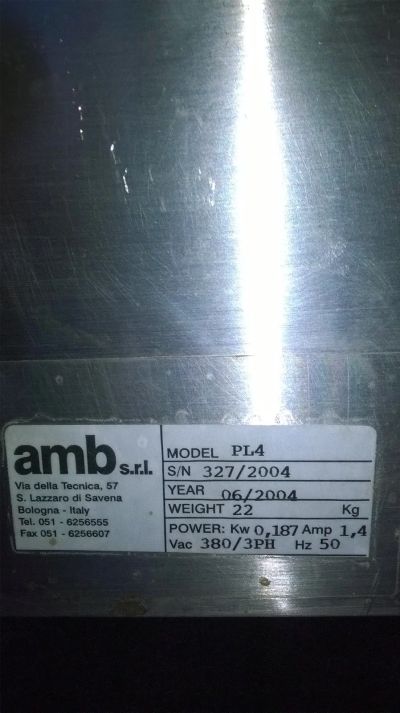 amb s.r.l.
Via della Tecnica, 57
S. Lazzaro di Savena
Bologna - Italy
Tel. 051 - 6256555
Fax 051 - 6256607
MODEL PL4
S/N 327/2004
YEAR 06/2004
WEIGHT 22 Kg
POWER: Kw 0,187 Amp 1,4
Vac 380/3PH Hz 50